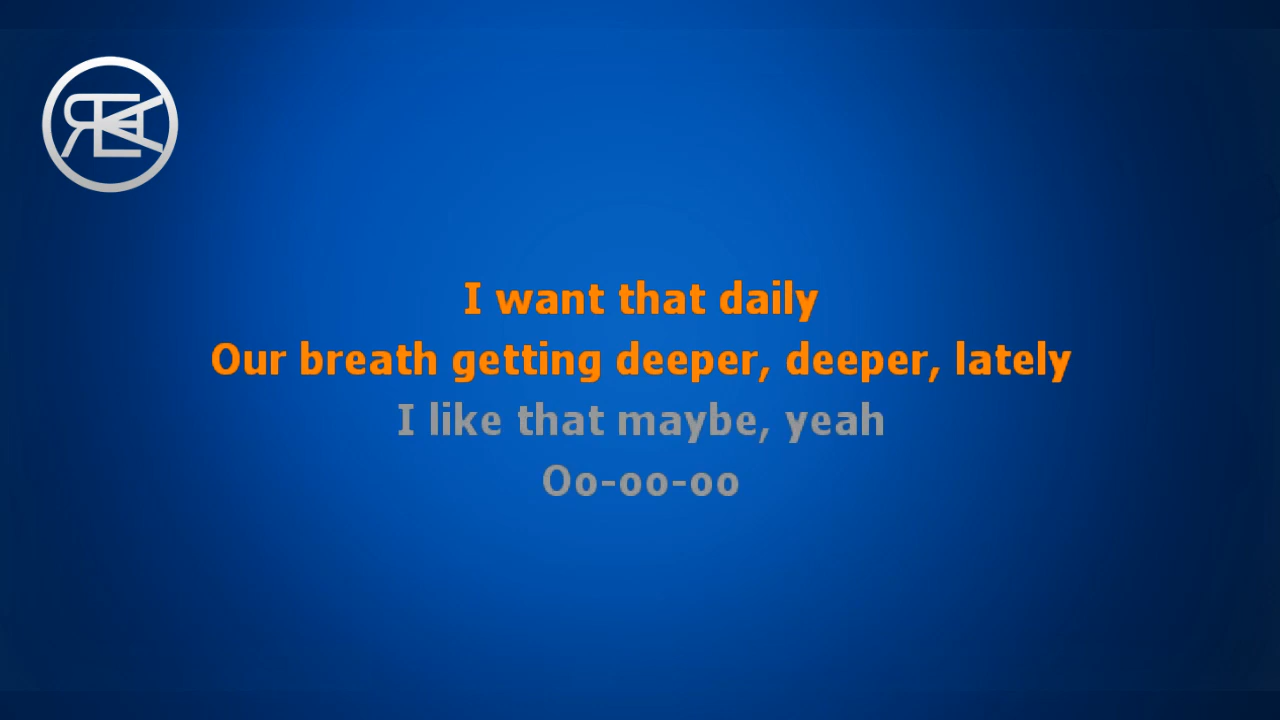 I want that daily
Our breath getting deeper, deeper, lately
I like that maybe, yeah
Oo-oo-oo